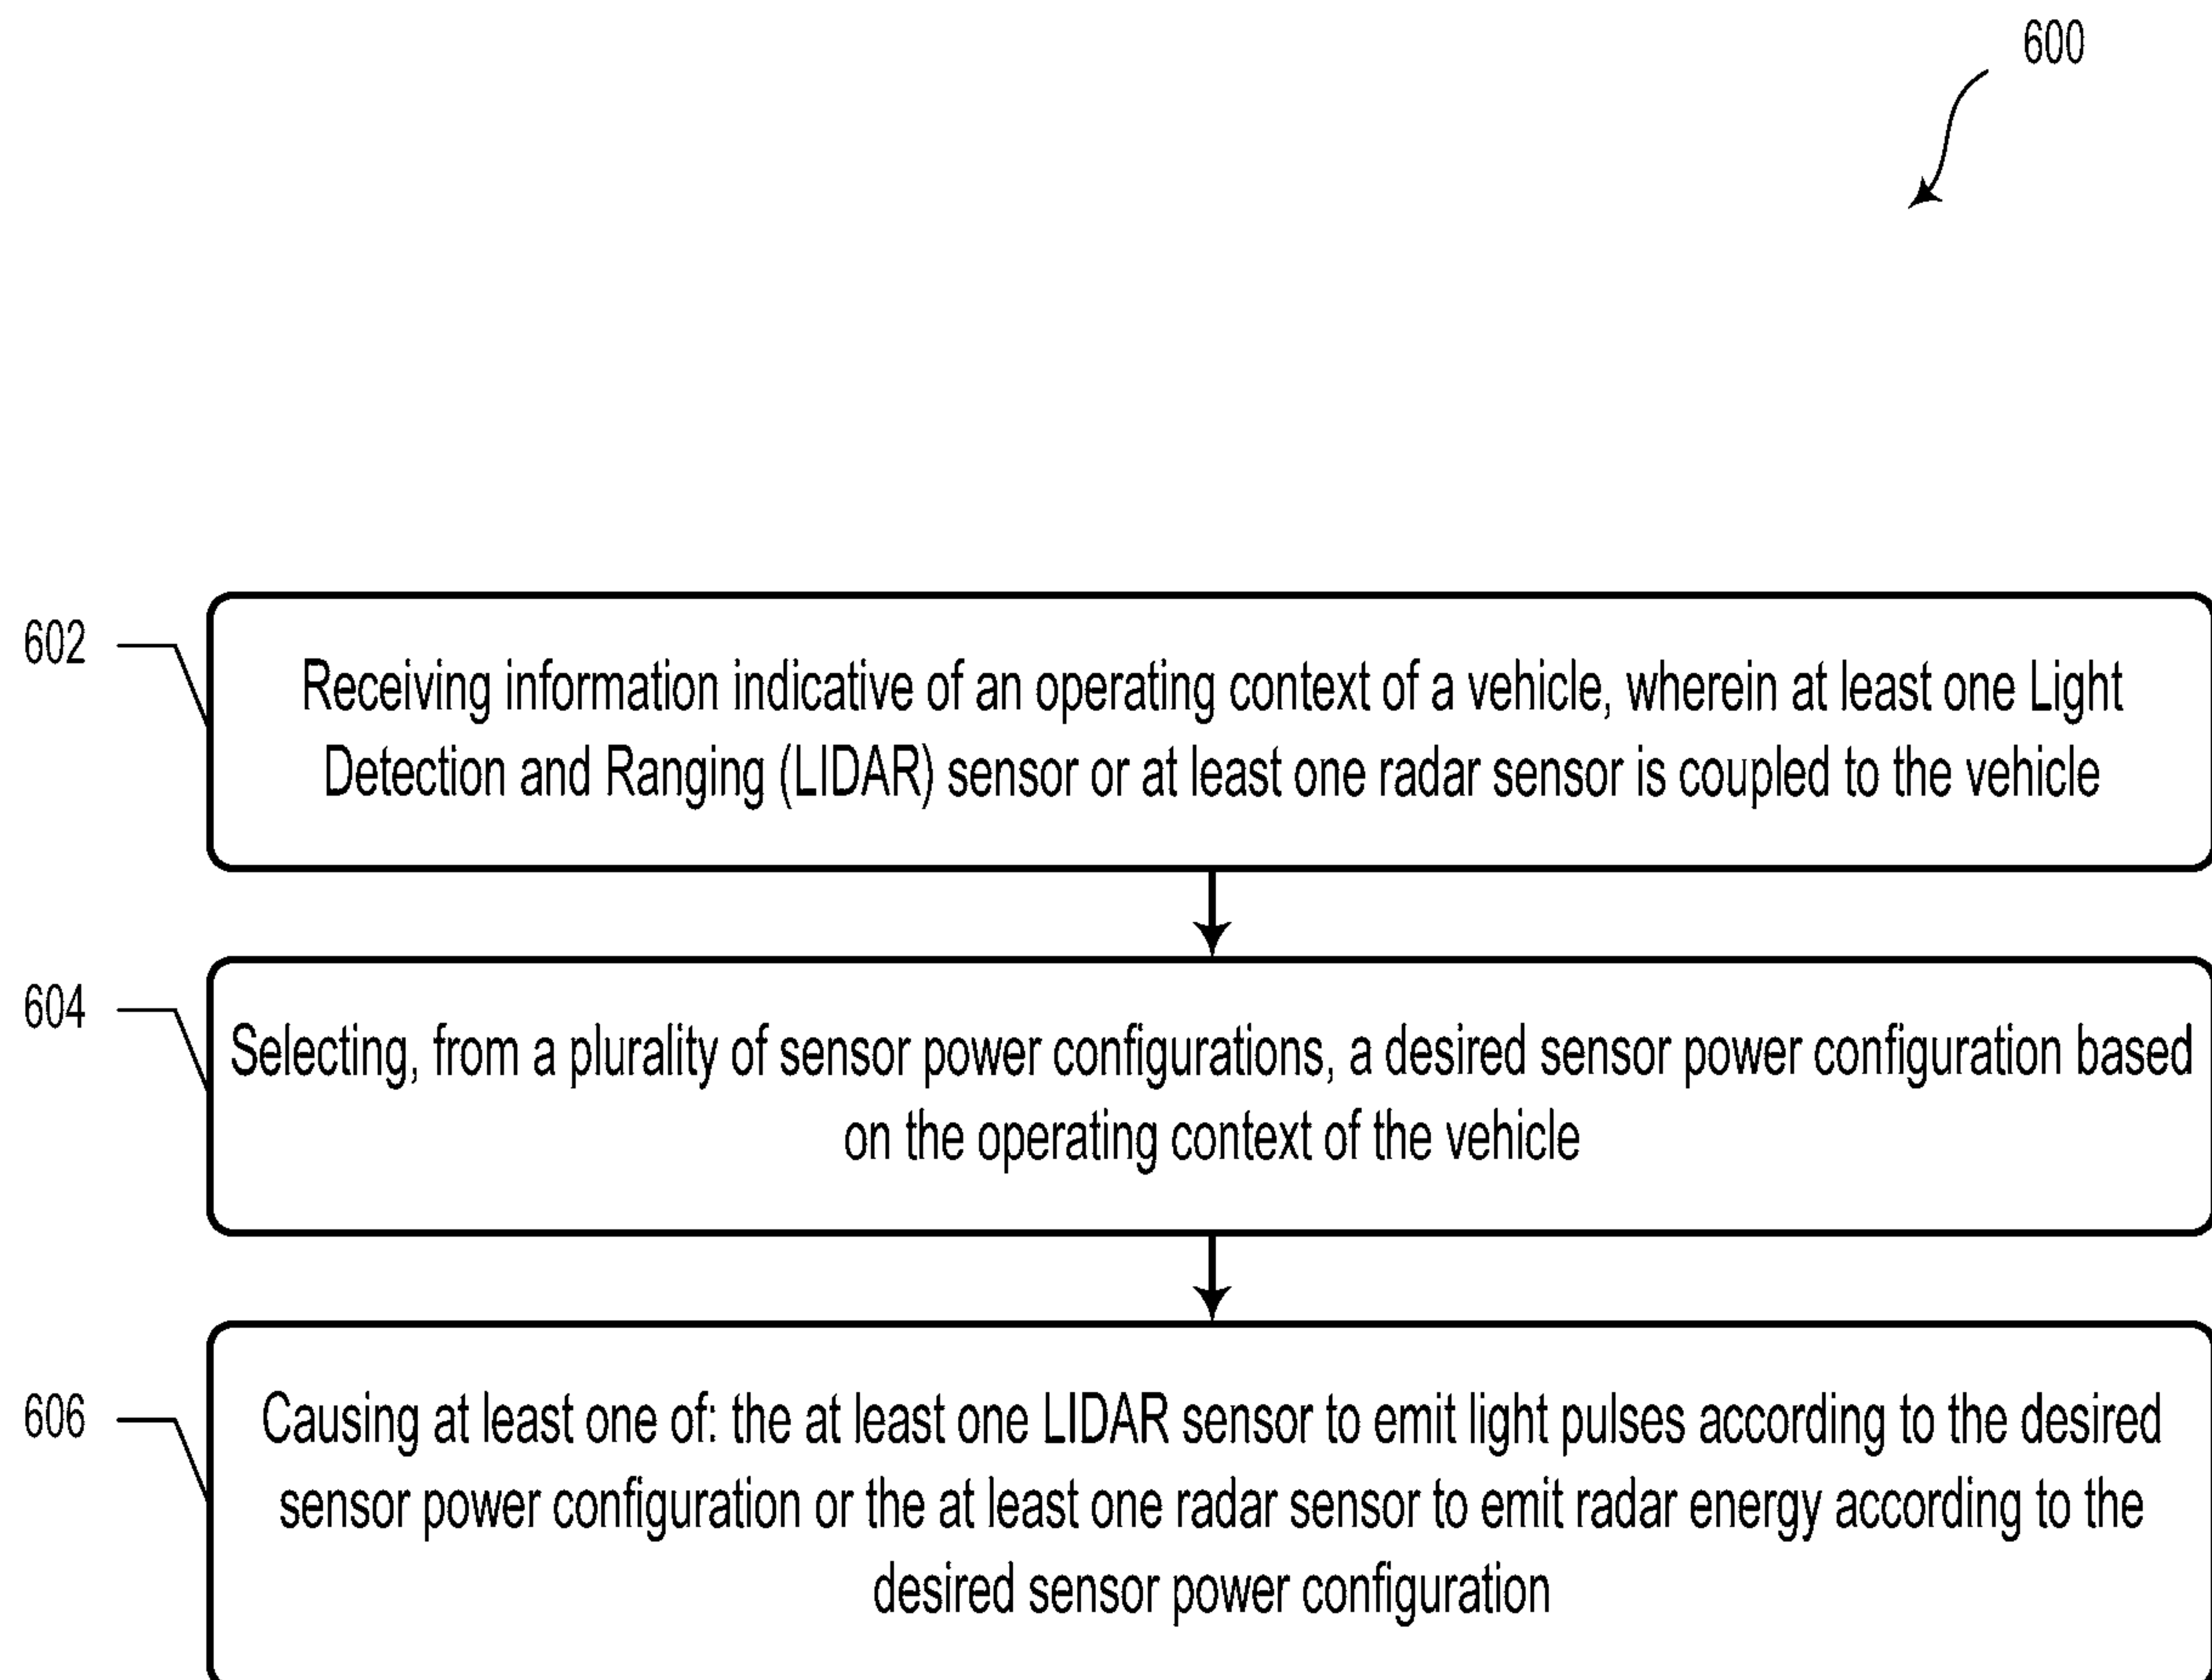 600
602
Receiving information indicative of an operating context of a vehicle, wherein at least one Light
Detection and Ranging (LIDAR) sensor or at least one radar sensor is coupled to the vehicle
604
Selecting, from a plurality of sensor power configurations, a desired sensor power configuration based
on the operating context of the vehicle
606
Causing at least one of: the at least one LIDAR sensor to emit light pulses according to the desired
sensor power configuration or the at least one radar sensor to emit radar energy according to the
desired sensor power configuration